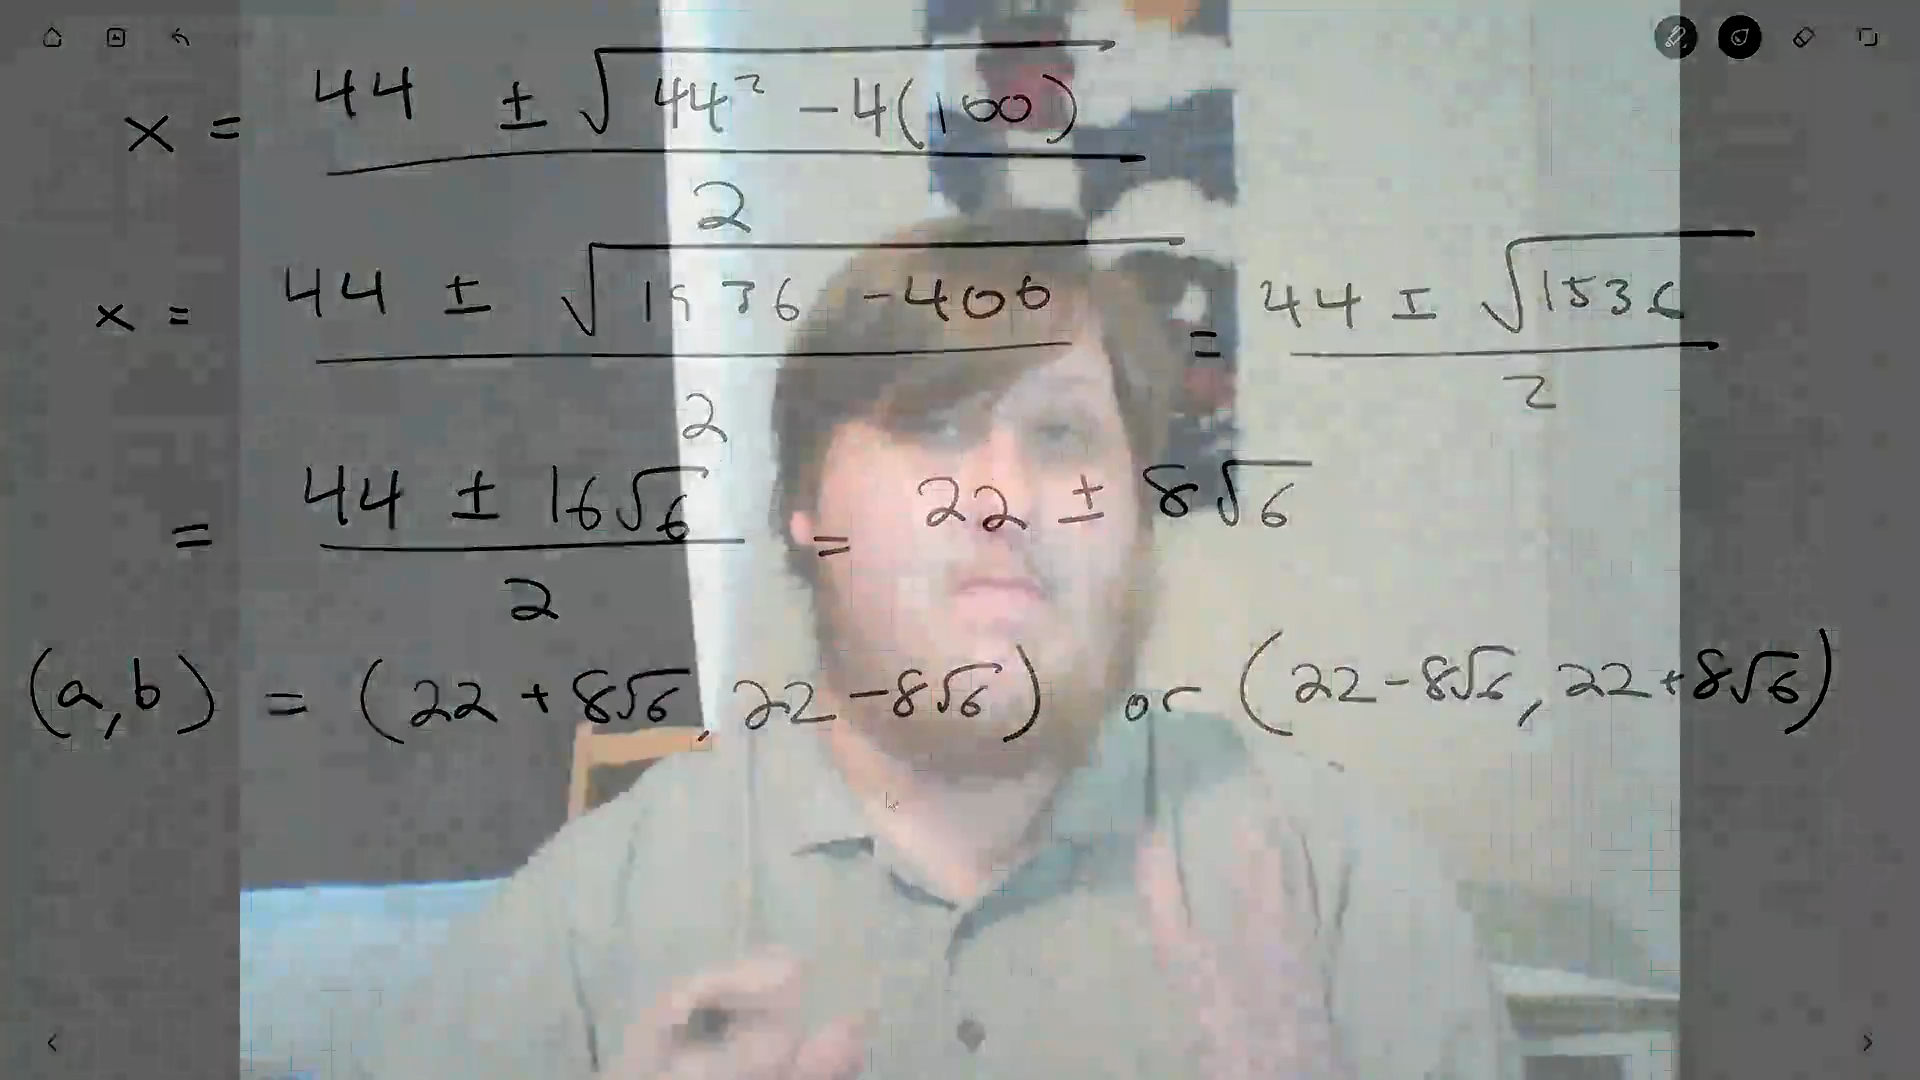 x = (44 ± √(44² - 4(100))) / 2
x = (44 ± √(1936 - 400)) / 2 = (44 ± √1536) / 2
= (44 ± 16√6) / 2 = 22 ± 8√6
(a,b) = (22 + 8√6, 22 - 8√6) or (22 - 8√6, 22 + 8√6)